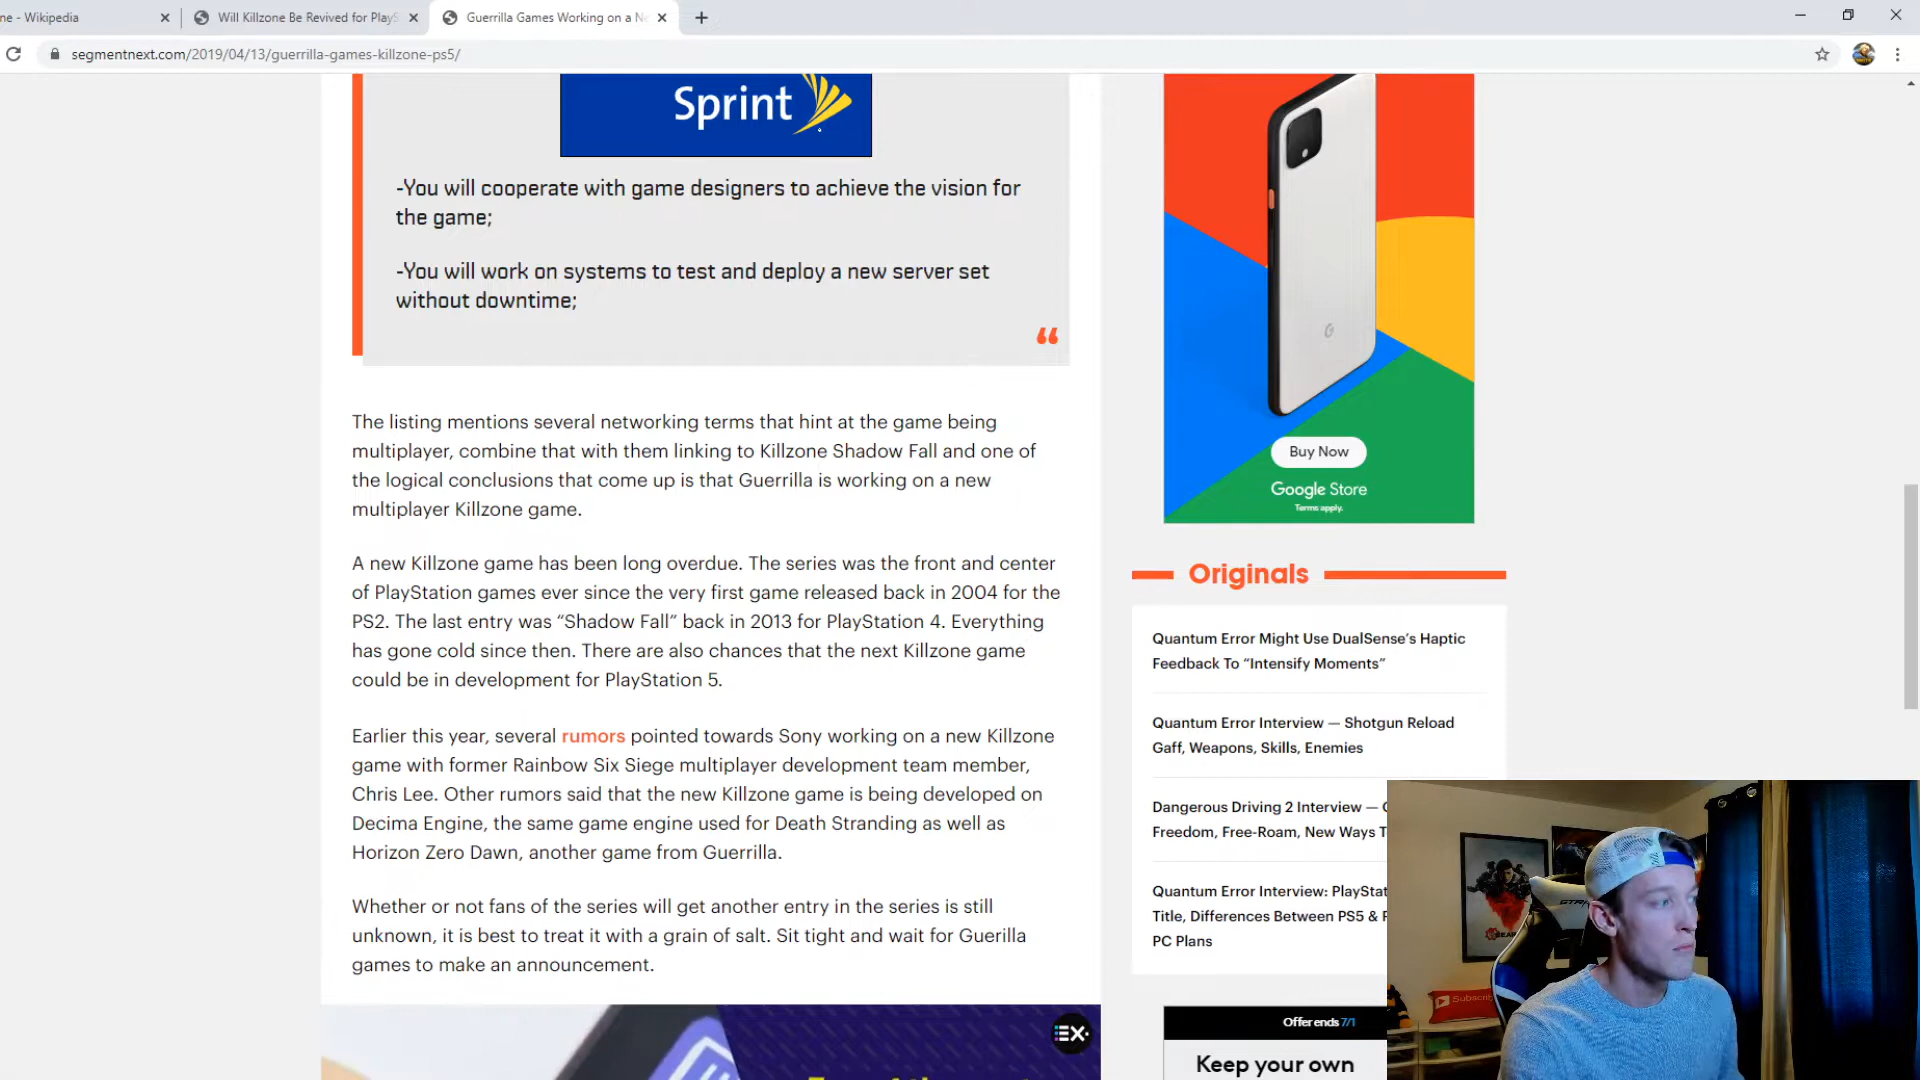 ne - Wikipedia
Will Killzone Be Revived for PlayS
Guerrilla Games Working on a Ne
segmentnext.com/2019/04/13/guerrilla-games-killzone-ps5/
Sprint
-You will cooperate with game designers to achieve the vision for
the game;
-You will work on systems to test and deploy a new server set
without downtime;
“
The listing mentions several networking terms that hint at the game being
multiplayer, combine that with them linking to Killzone Shadow Fall and one of
the logical conclusions that come up is that Guerrilla is working on a new
multiplayer Killzone game.
A new Killzone game has been long overdue. The series was the front and center
of PlayStation games ever since the very first game released back in 2004 for the
PS2. The last entry was “Shadow Fall” back in 2013 for PlayStation 4. Everything
has gone cold since then. There are also chances that the next Killzone game
could be in development for PlayStation 5.
Earlier this year, several rumors pointed towards Sony working on a new Killzone
game with former Rainbow Six Siege multiplayer development team member,
Chris Lee. Other rumors said that the new Killzone game is being developed on
Decima Engine, the same game engine used for Death Stranding as well as
Horizon Zero Dawn, another game from Guerrilla.
Whether or not fans of the series will get another entry in the series is still
unknown, it is best to treat it with a grain of salt. Sit tight and wait for Guerilla
games to make an announcement.
EX
G
Buy Now
Google Store
Terms apply.
Originals
Quantum Error Might Use DualSense’s Haptic
Feedback To “Intensify Moments”
Quantum Error Interview — Shotgun Reload
Gaff, Weapons, Skills, Enemies
Dangerous Driving 2 Interview —
Freedom, Free-Roam, New Ways T
Quantum Error Interview: PlayStat
Title, Differences Between PS5 &
PC Plans
Offer ends 7/1
Keep your own
GEAR
GTRA
Subscri